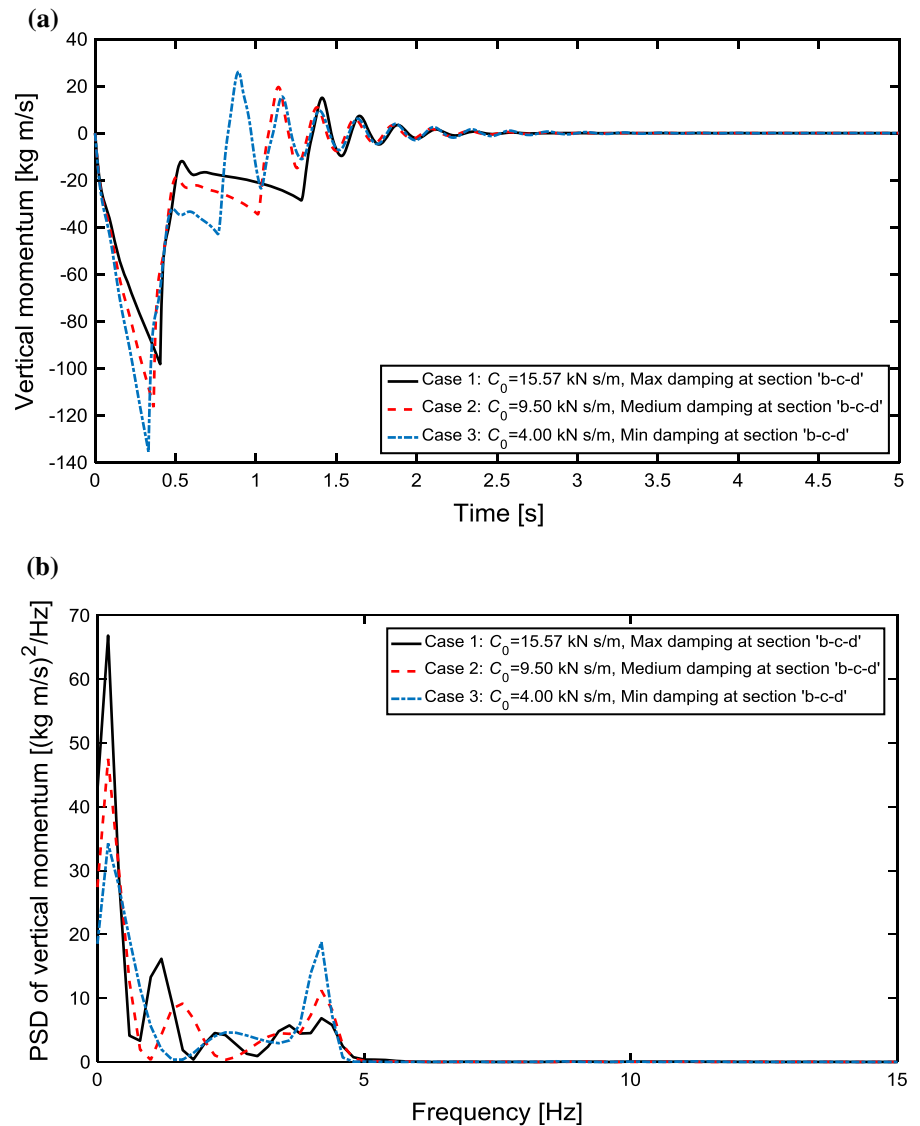 (a)
40
20
0
-20
-40
-60
-80
-100
-120
-140
Vertical momentum [kg m/s]
Case 1: C0=15.57 kN s/m, Max damping at section 'b-c-d'
Case 2: C0=9.50 kN s/m, Medium damping at section 'b-c-d'
Case 3: C0=4.00 kN s/m, Min damping at section 'b-c-d'
0 0.5 1 1.5 2 2.5 3 3.5 4 4.5 5
Time [s]
(b)
70
60
50
40
30
20
10
0
PSD of vertical momentum [(kg m/s)²/Hz]
Case 1: C0=15.57 kN s/m, Max damping at section 'b-c-d'
Case 2: C0=9.50 kN s/m, Medium damping at section 'b-c-d'
Case 3: C0=4.00 kN s/m, Min damping at section 'b-c-d'
0 5 10 15
Frequency [Hz]